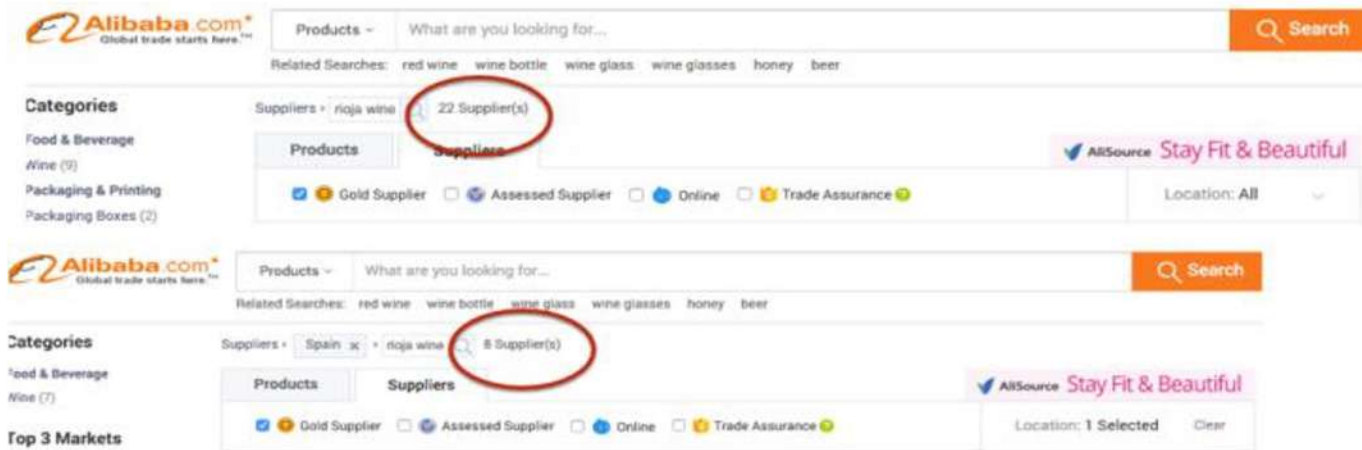 Alibaba.com
Global trade starts here.™
Products
What are you looking for...
Search
Related Searches: red wine wine bottle wine glass wine glasses honey beer
Categories
Suppliers › rioja wine 22 Supplier(s)
Food & Beverage
Wine (9)
Packaging & Printing
Packaging Boxes (2)
Products
Suppliers
AliSource Stay Fit & Beautiful
Gold Supplier Assessed Supplier Online Trade Assurance
Location: All
Alibaba.com
Global trade starts here.™
Products
What are you looking for...
Search
Related Searches: red wine wine bottle wine glass wine glasses honey beer
Categories
Suppliers › Spain × › rioja wine 8 Supplier(s)
Food & Beverage
Wine (7)
Top 3 Markets
Products
Suppliers
AliSource Stay Fit & Beautiful
Gold Supplier Assessed Supplier Online Trade Assurance
Location: 1 Selected Clear